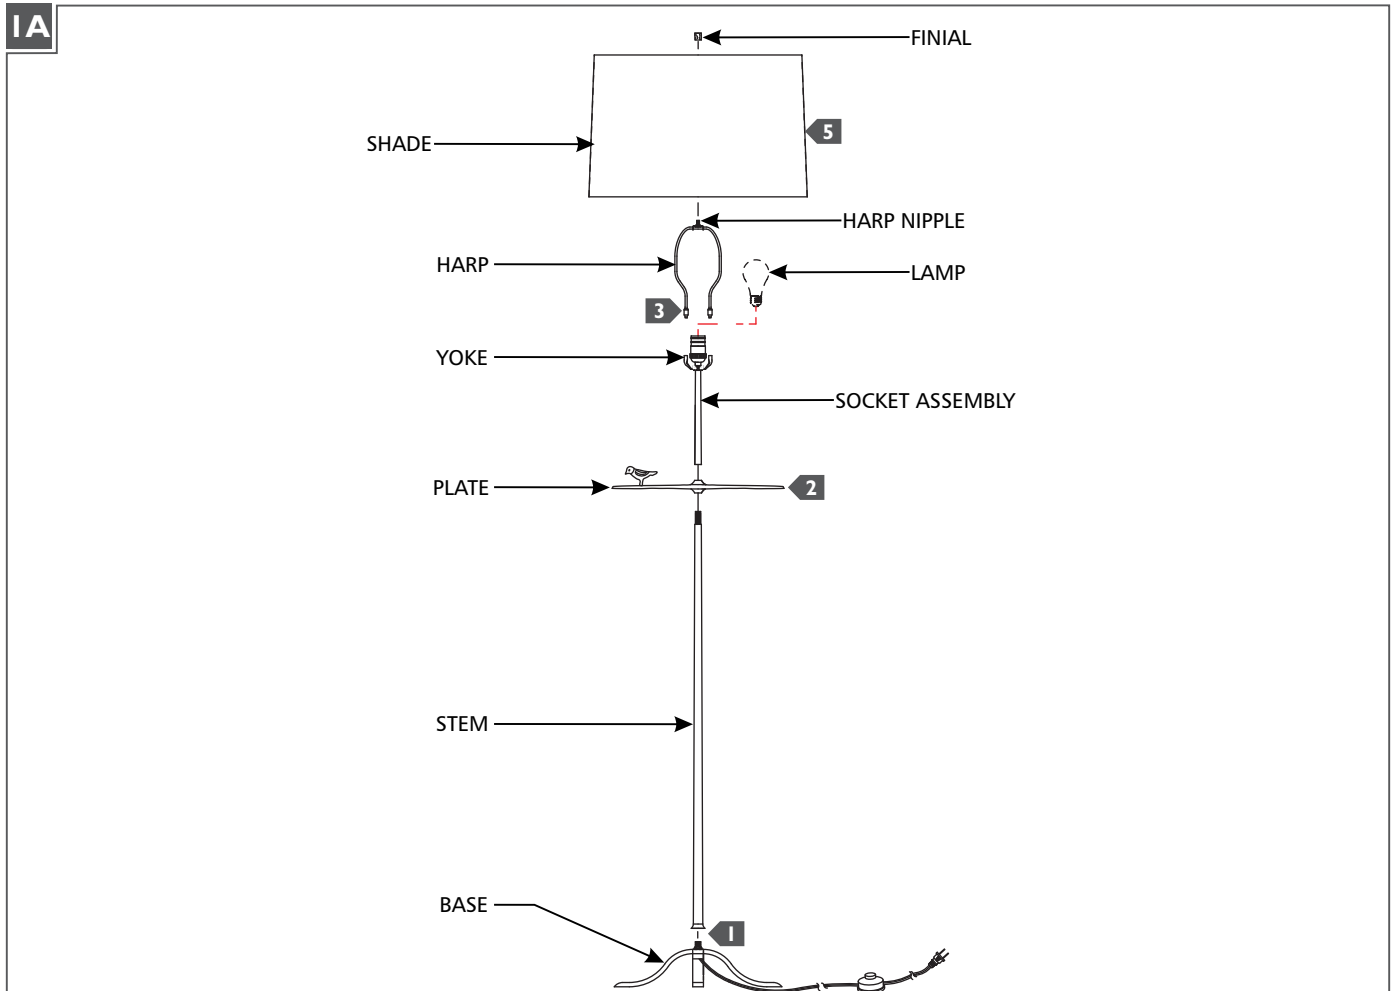 1A
FINIAL
SHADE
5
HARP NIPPLE
HARP
LAMP
3
YOKE
SOCKET ASSEMBLY
PLATE
2
STEM
BASE
1